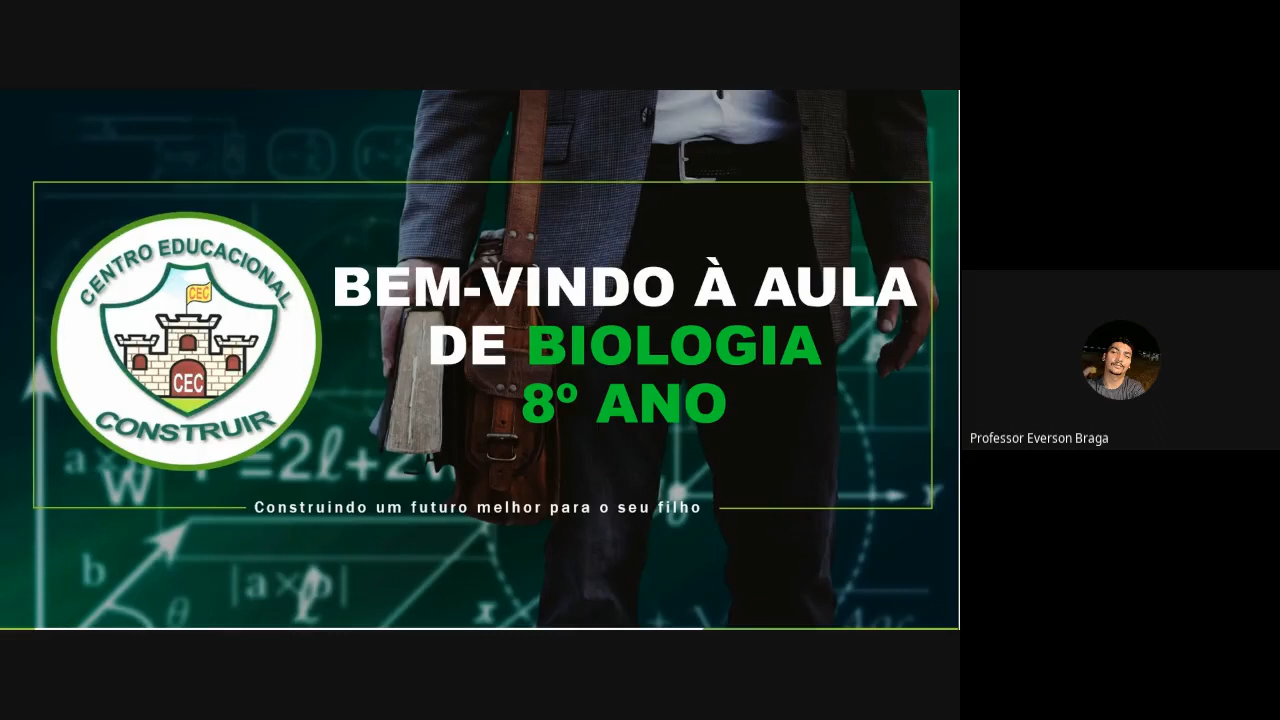 CENTRO EDUCACIONAL
CEC
CEC
CONSTRUIR
BEM-VINDO À AULA
DE BIOLOGIA
8º ANO
Construindo um futuro melhor para o seu filho
W
b
θ
|a×b|
x
Professor Everson Braga